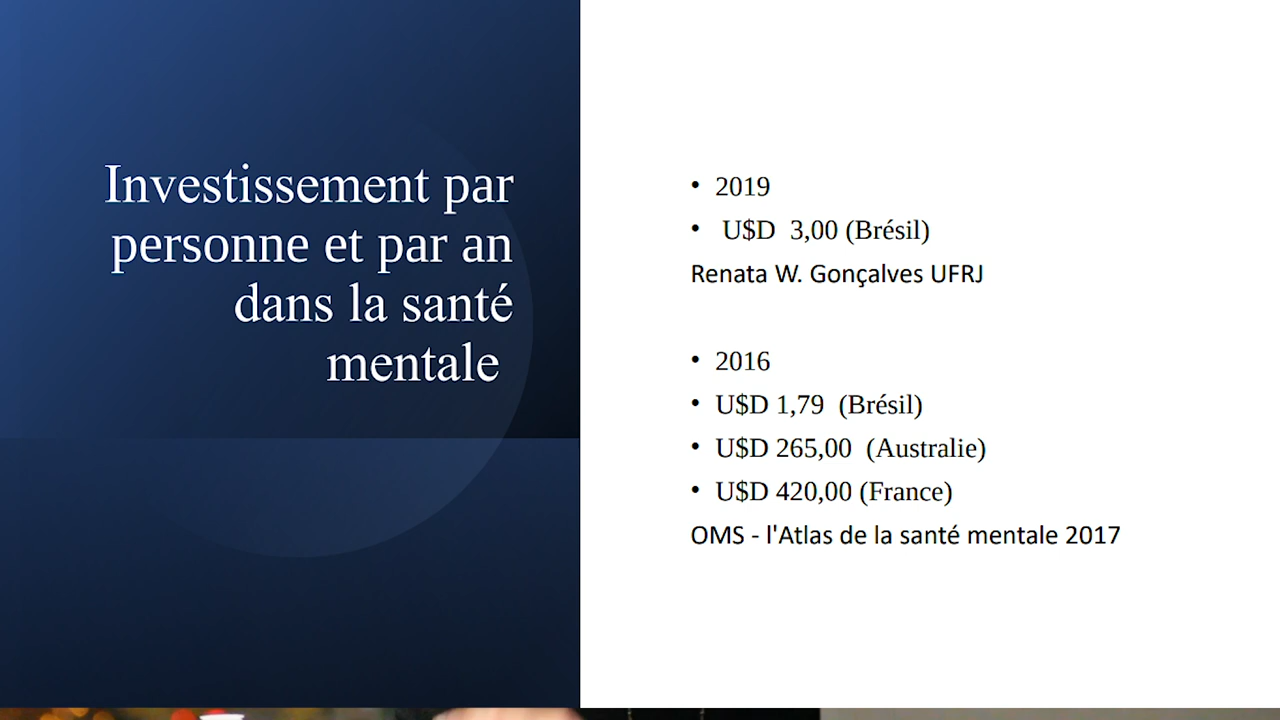 Investissement par
personne et par an
dans la santé
mentale
• 2019
• U$D 3,00 (Brésil)
Renata W. Gonçalves UFRJ
• 2016
• U$D 1,79 (Brésil)
• U$D 265,00 (Australie)
• U$D 420,00 (France)
OMS - l'Atlas de la santé mentale 2017